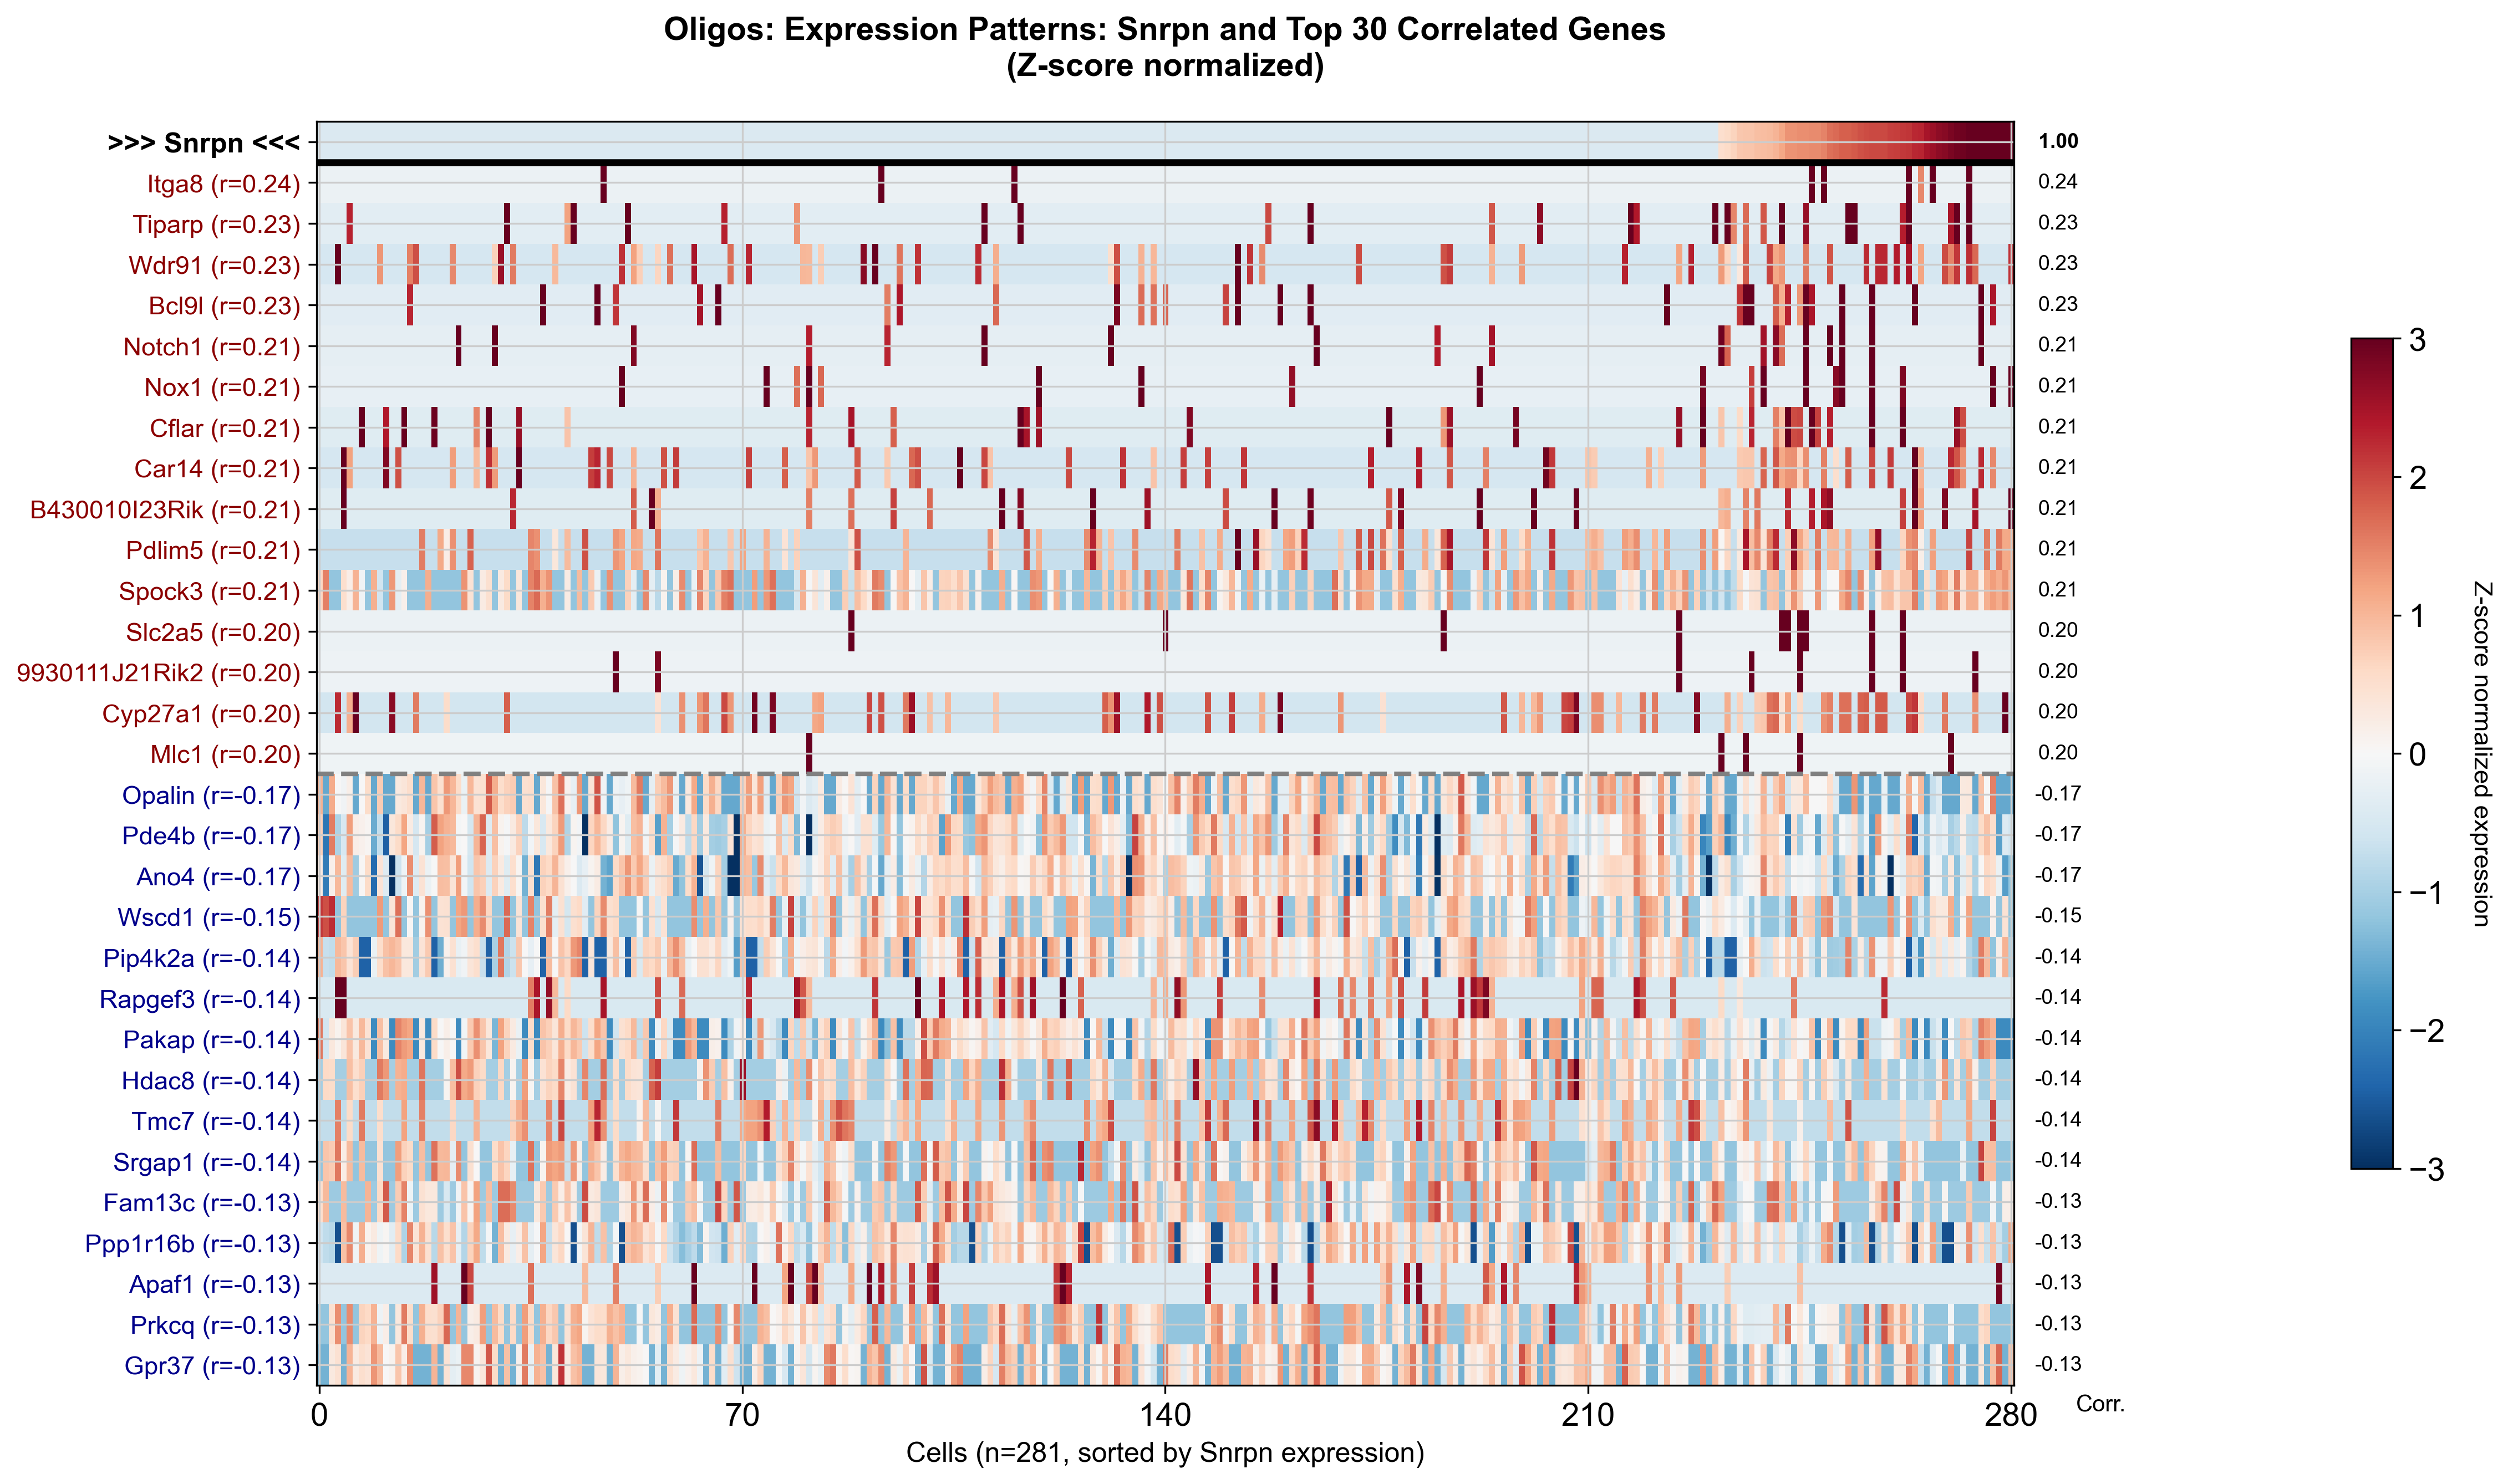 Oligos: Expression Patterns: Snrpn and Top 30 Correlated Genes
(Z-score normalized)
>>> Snrpn <<< 1.00
Itga8 (r=0.24) 0.24
Tiparp (r=0.23) 0.23
Wdr91 (r=0.23) 0.23
Bcl9l (r=0.23) 0.23
Notch1 (r=0.21) 0.21
Nox1 (r=0.21) 0.21
Cflar (r=0.21) 0.21
Car14 (r=0.21) 0.21
B430010I23Rik (r=0.21) 0.21
Pdlim5 (r=0.21) 0.21
Spock3 (r=0.21) 0.21
Slc2a5 (r=0.20) 0.20
9930111J21Rik2 (r=0.20) 0.20
Cyp27a1 (r=0.20) 0.20
Mlc1 (r=0.20) 0.20
Opalin (r=-0.17) -0.17
Pde4b (r=-0.17) -0.17
Ano4 (r=-0.17) -0.17
Wscd1 (r=-0.15) -0.15
Pip4k2a (r=-0.14) -0.14
Rapgef3 (r=-0.14) -0.14
Pakap (r=-0.14) -0.14
Hdac8 (r=-0.14) -0.14
Tmc7 (r=-0.14) -0.14
Srgap1 (r=-0.14) -0.14
Fam13c (r=-0.13) -0.13
Ppp1r16b (r=-0.13) -0.13
Apaf1 (r=-0.13) -0.13
Prkcq (r=-0.13) -0.13
Gpr37 (r=-0.13) -0.13
0 70 140 210 280
Corr.
Cells (n=281, sorted by Snrpn expression)
3
2
1
0
−1
−2
−3
Z-score normalized expression